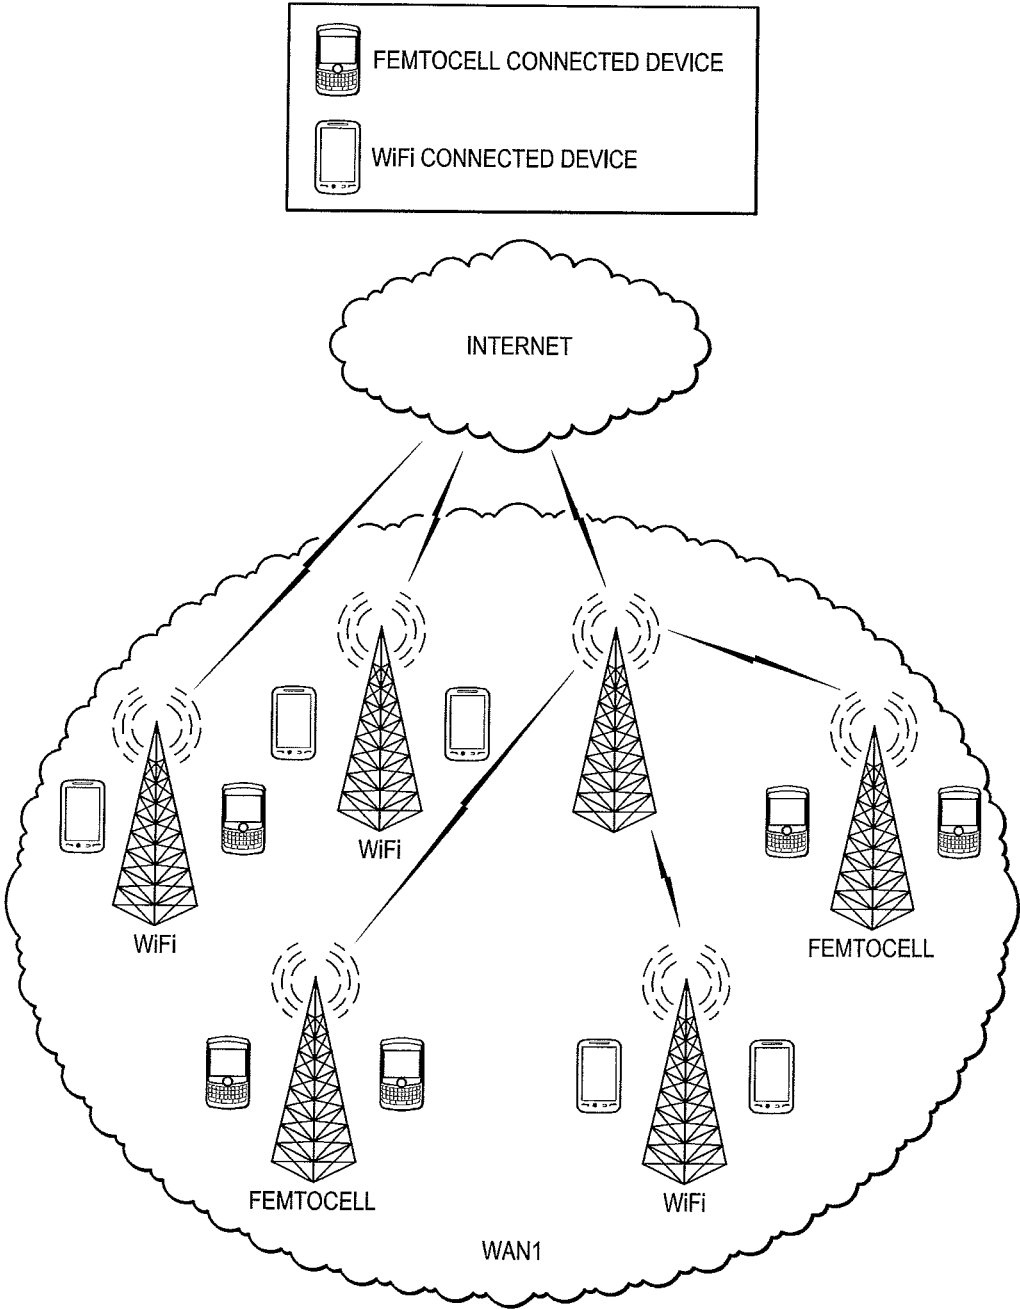 FEMTOCELL CONNECTED DEVICE
WiFi CONNECTED DEVICE
INTERNET
WiFi
WiFi
FEMTOCELL
FEMTOCELL
WiFi
WAN1